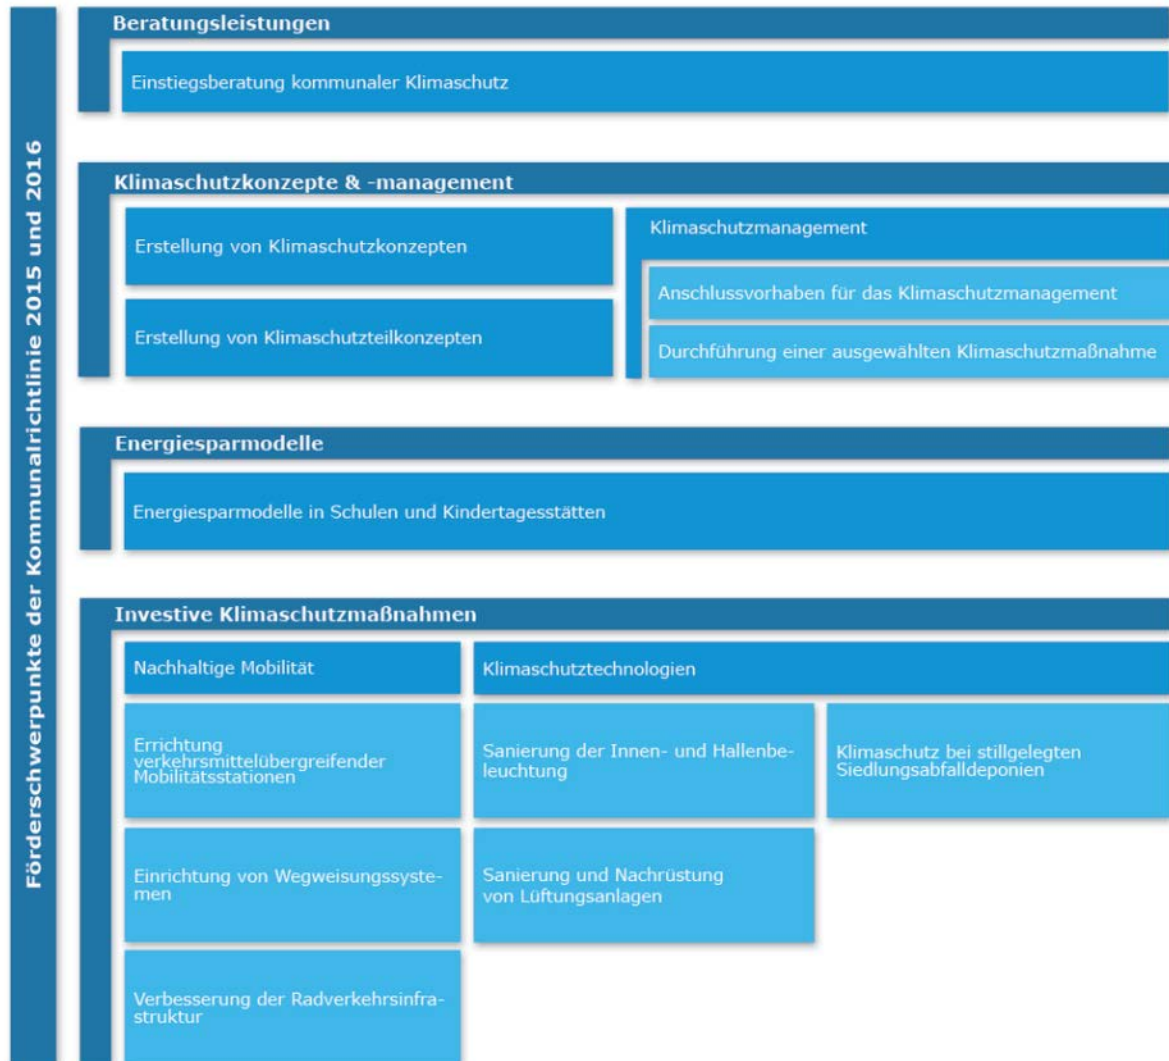 Förderschwerpunkte der Kommunalrichtlinie 2015 und 2016
Beratungsleistungen
Einstiegsberatung kommunaler Klimaschutz
Klimaschutzkonzepte & -management
Erstellung von Klimaschutzkonzepten
Erstellung von Klimaschutzteilkonzepten
Klimaschutzmanagement
Anschlussvorhaben für das Klimaschutzmanagement
Durchführung einer ausgewählten Klimaschutzmaßnahme
Energiesparmodelle
Energiesparmodelle in Schulen und Kindertagesstätten
Investive Klimaschutzmaßnahmen
Nachhaltige Mobilität
Errichtung
verkehrsmittelübergreifender
Mobilitätsstationen
Einrichtung von Wegweisungssyste-
men
Verbesserung der Radverkehrsinfra-
struktur
Klimaschutztechnologien
Sanierung der Innen- und Hallenbe-
leuchtung
Sanierung und Nachrüstung
von Lüftungsanlagen
Klimaschutz bei stillgelegten
Siedlungsabfalldeponien